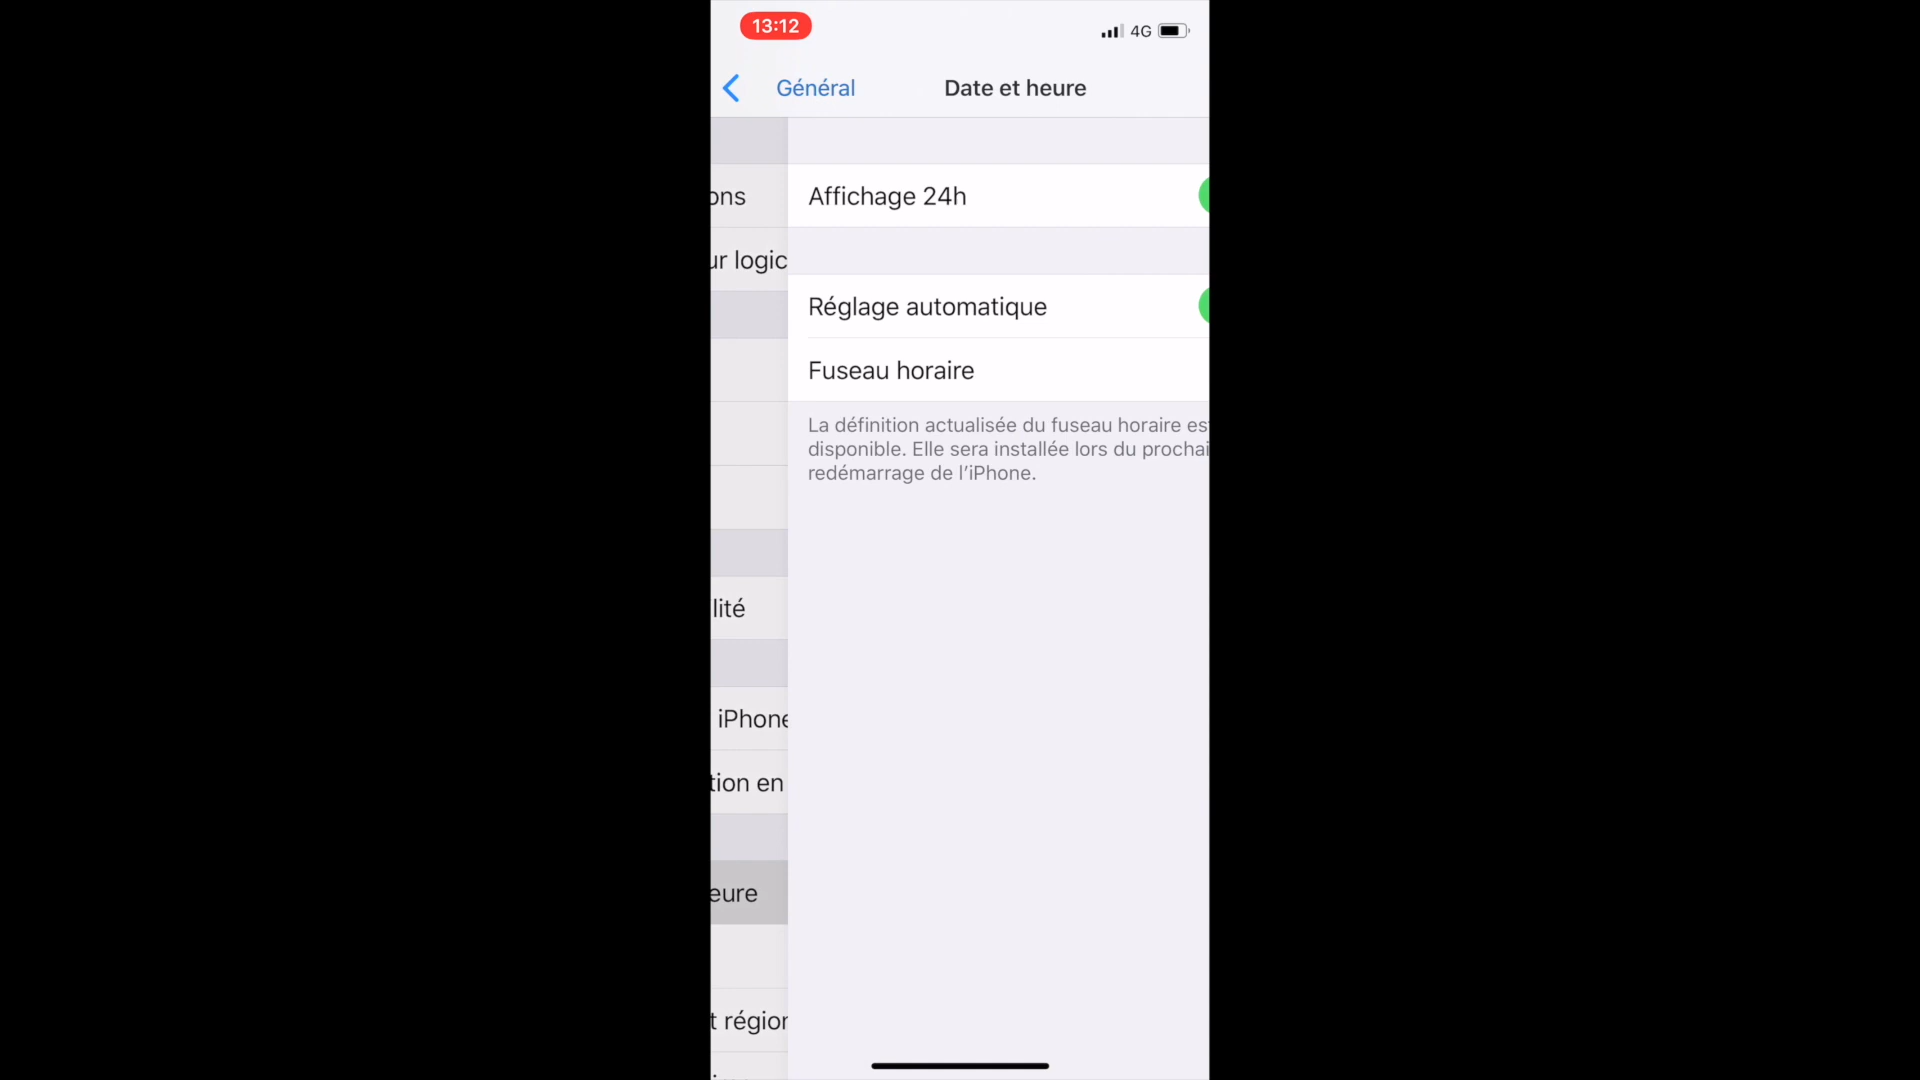 13:12
4G
Général
Date et heure
ons
Affichage 24h
ur logic
Réglage automatique
Fuseau horaire
La définition actualisée du fuseau horaire es
disponible. Elle sera installée lors du prochai
redémarrage de l’iPhone.
lité
iPhone
tion en
eure
t région